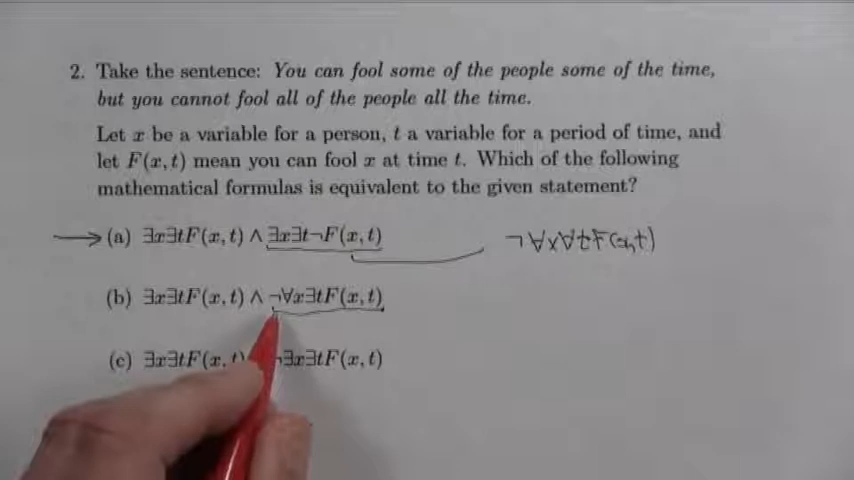 2. Take the sentence: You can fool some of the people some of the time,
but you cannot fool all of the people all the time.
Let x be a variable for a person, t a variable for a period of time, and
let F(x, t) mean you can fool x at time t. Which of the following
mathematical formulas is equivalent to the given statement?
(a) ∃x∃tF(x, t) ∧ ∃x∃t¬F(x, t)
¬∀x∀tF(x,t)
(b) ∃x∃tF(x, t) ∧ ¬∀x∃tF(x, t)
(c) ∃x∃tF(x, t) ¬∃x∃tF(x, t)